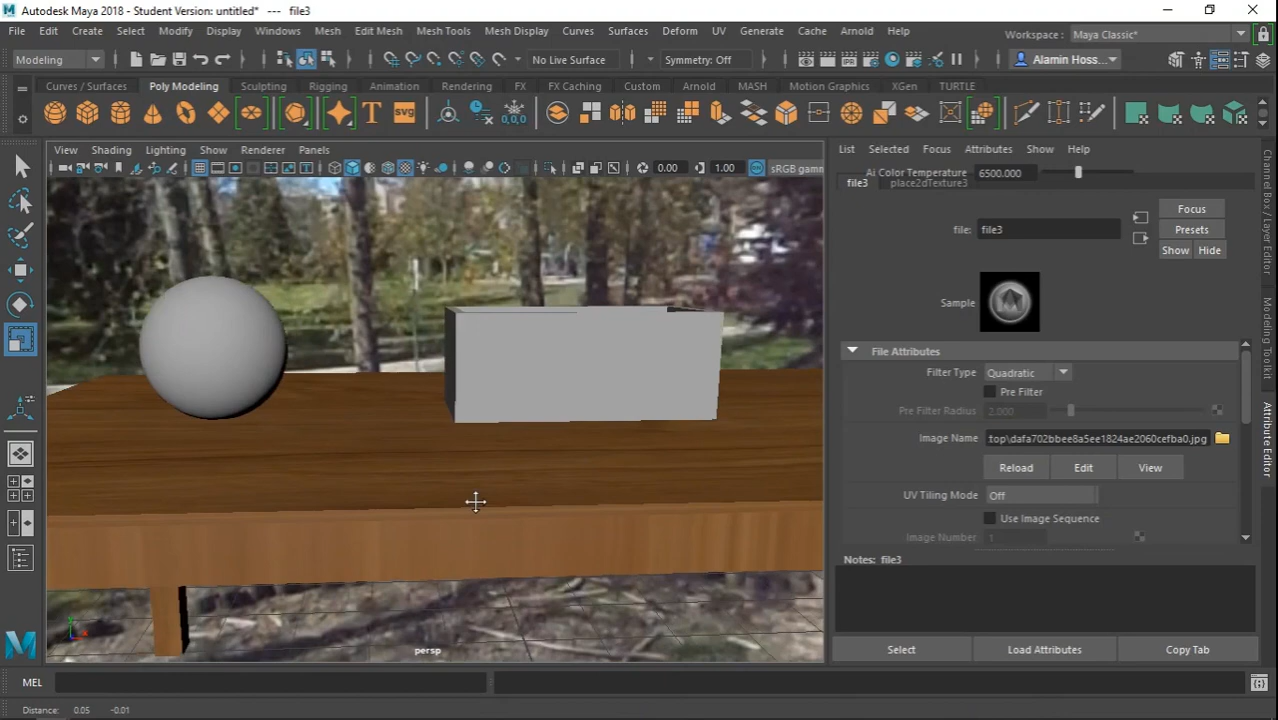 Autodesk Maya 2018 - Student Version: untitled*   ---   file3
File Edit Create Select Modify Display Windows Mesh Edit Mesh Mesh Tools Mesh Display Curves Surfaces Deform UV Generate Cache Arnold Help
Workspace : Maya Classic*
Modeling No Live Surface Symmetry: Off Alamin Hoss...
Curves / Surfaces Poly Modeling Sculpting Rigging Animation Rendering FX FX Caching Custom Arnold MASH Motion Graphics XGen TURTLE
T SVG 0,0,0
View Shading Lighting Show Renderer Panels
0.00 1.00 sRGB gamm
List Selected Focus Attributes Show Help
Ai Color Temperature 6500.000
file3 place2dTexture3
Focus
file: file3
Presets
Show Hide
Sample
File Attributes
Filter Type Quadratic
Pre Filter
Pre Filter Radius 2.000
Image Name top\dafa702bbee8a5ee1824ae2060cefba0.jpg
Reload Edit View
UV Tiling Mode Off
Use Image Sequence
Image Number 1
Notes: file3
Select Load Attributes Copy Tab
Channel Box / Layer Editor
Modeling Toolkit
Attribute Editor
persp
MEL
Distance: 0.05 -0.01